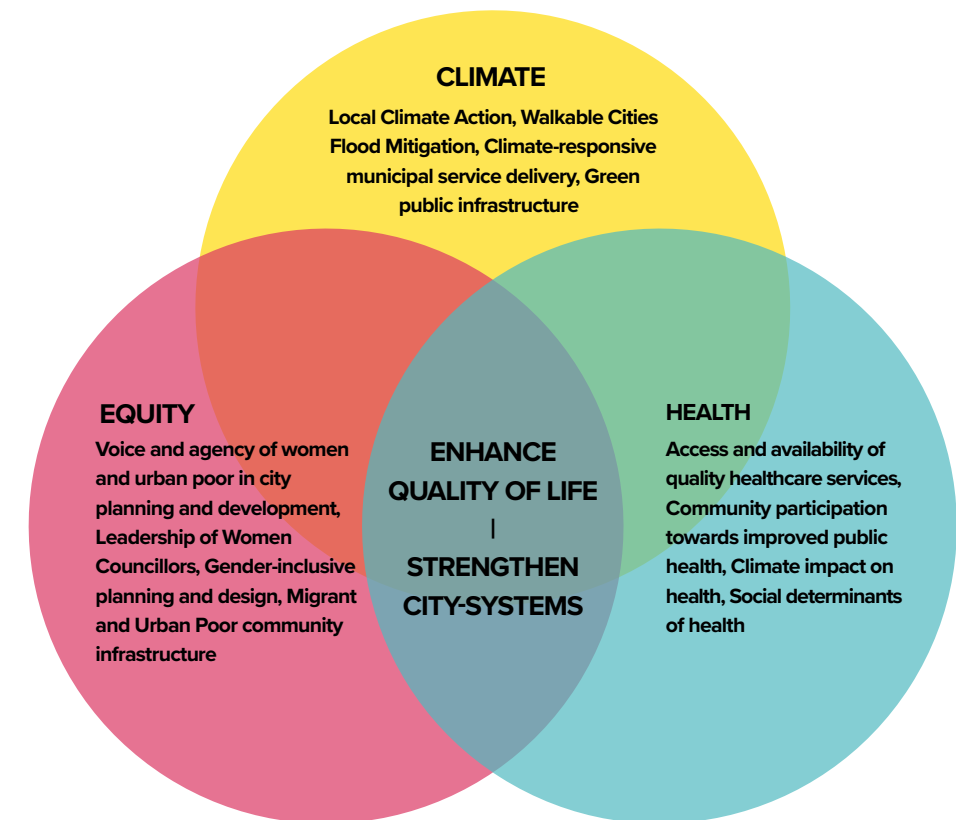 CLIMATE
Local Climate Action, Walkable Cities
Flood Mitigation, Climate-responsive
municipal service delivery, Green
public infrastructure
EQUITY
Voice and agency of women
and urban poor in city
planning and development,
Leadership of Women
Councillors, Gender-inclusive
planning and design, Migrant
and Urban Poor community
infrastructure
ENHANCE
QUALITY OF LIFE
|
STRENGTHEN
CITY-SYSTEMS
HEALTH
Access and availability of
quality healthcare services,
Community participation
towards improved public
health, Climate impact on
health, Social determinants
of health